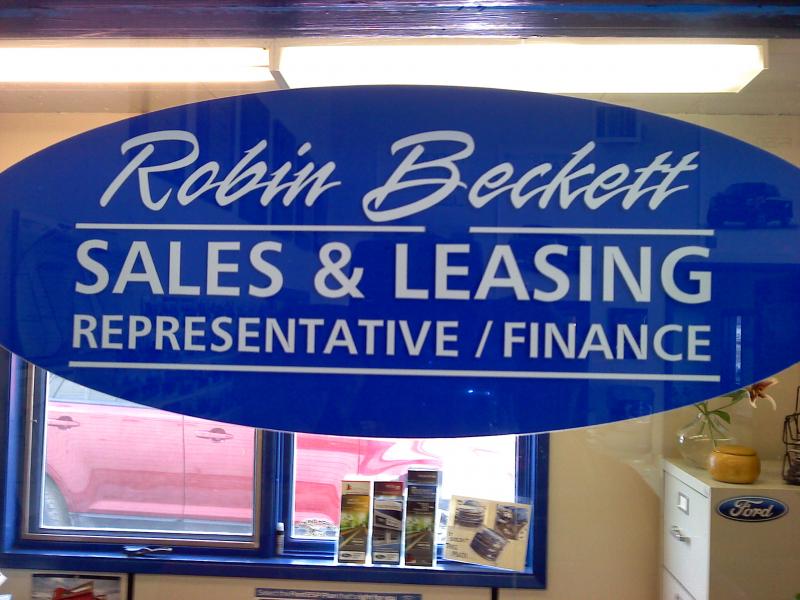 Robin Beckett
SALES & LEASING
REPRESENTATIVE / FINANCE
Ford